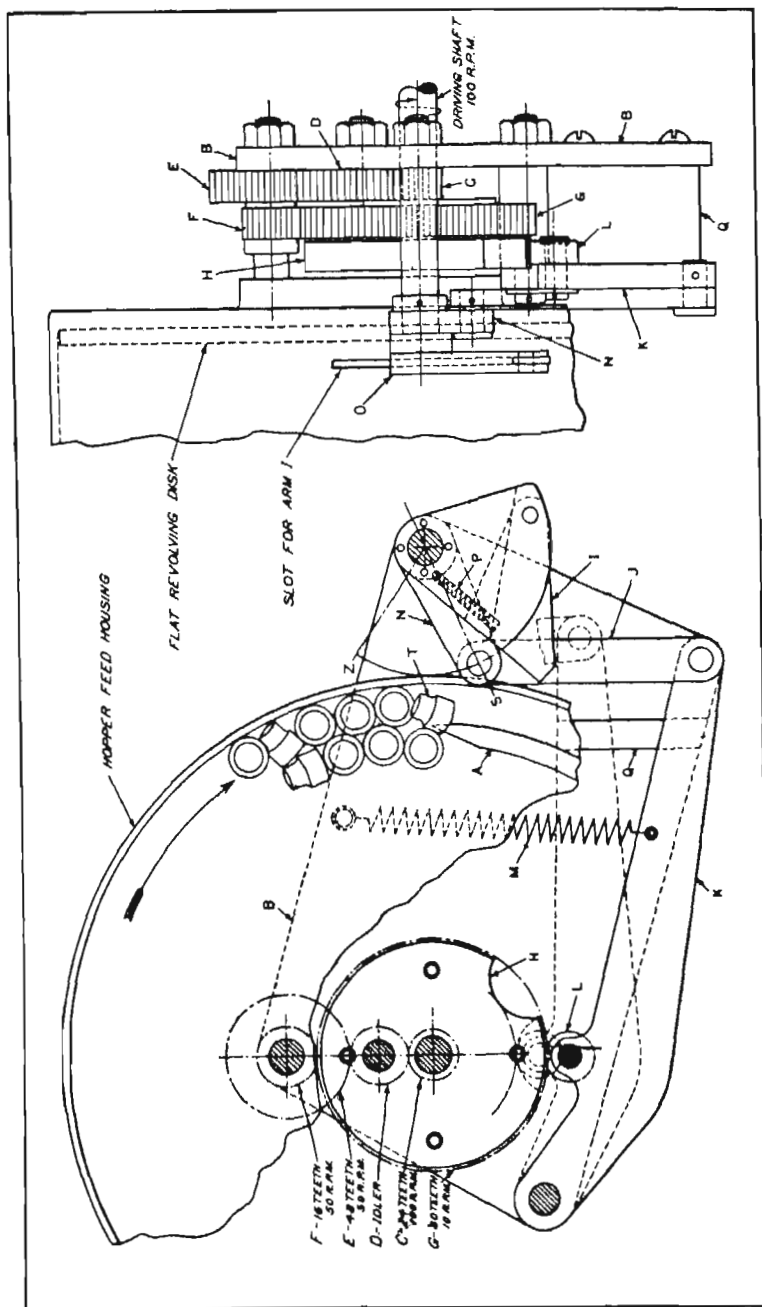 HOPPER FEED HOUSING
FLAT REVOLVING DISK
SLOT FOR ARM I
DRIVING SHAFT
100 R.P.M.
F-16 TEETH
50 R.P.M.
E-48 TEETH
50 R.P.M.
D-IDLER
C-24 TEETH
100 R.P.M.
G-80 TEETH
10 R.P.M.
B
Z
N
P
T
S
A
I
J
Q
M
H
L
K
E
B
D
F
C
G
H
B
L
Q
O
N
K